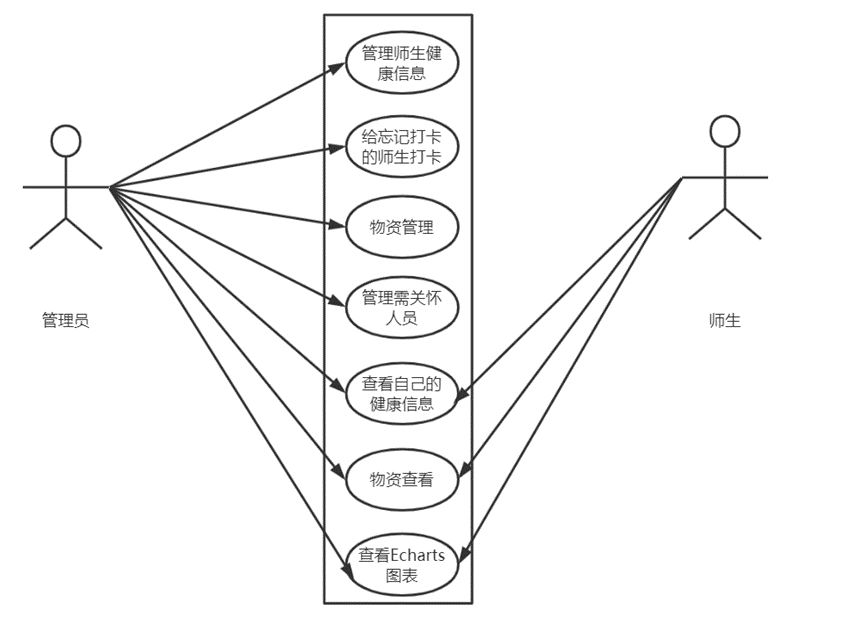 管理师生健
康信息
给忘记打卡
的师生打卡
物资管理
管理需关怀
人员
管理员
师生
查看自己的
健康信息
物资查看
查看Echarts
图表